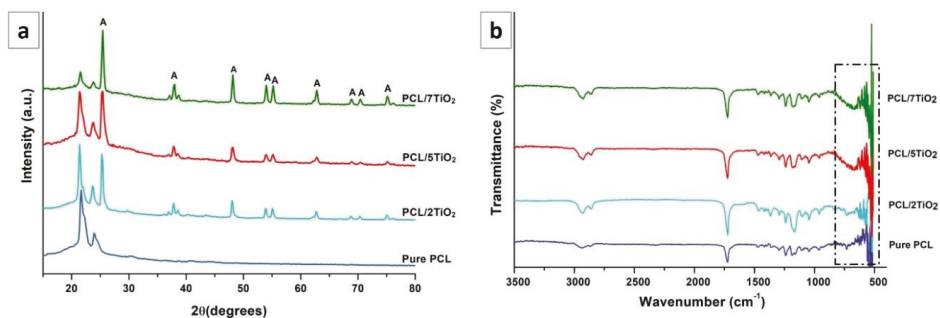 a
Intensity (a.u.)
A
A
A
A
A
A
A
A
A
PCL/7TiO₂
PCL/5TiO₂
PCL/2TiO₂
Pure PCL
20 30 40 50 60 70 80
2θ(degrees)
b
Transmittance (%)
PCL/7TiO₂
PCL/5TiO₂
PCL/2TiO₂
Pure PCL
3500 3000 2500 2000 1500 1000 500
Wavenumber (cm⁻¹)